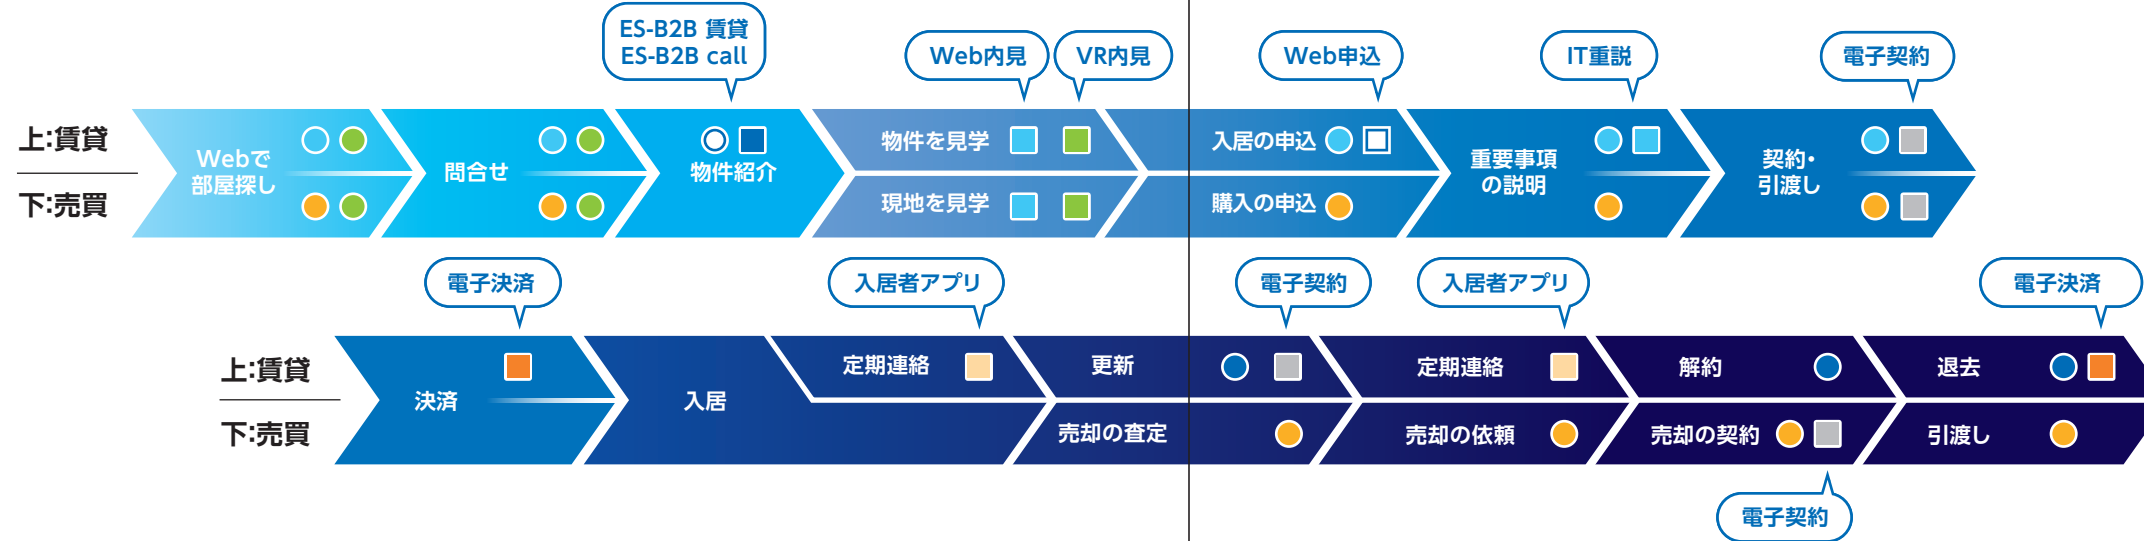 ES-B2B 賃貸
ES-B2B call
Web内見
VR内見
Web申込
IT重説
電子契約
上:賃貸
下:売買
Webで
部屋探し
問合せ
物件紹介
物件を見学
現地を見学
入居の申込
購入の申込
重要事項
の説明
契約・
引渡し
電子決済
入居者アプリ
電子契約
入居者アプリ
電子決済
上:賃貸
下:売買
決済
入居
定期連絡
更新
売却の査定
定期連絡
売却の依頼
解約
売却の契約
退去
引渡し
電子契約